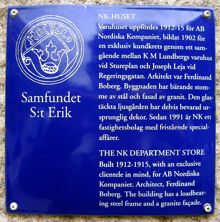 NK-HUSET
Varuhuset uppfördes 1912-15 för AB
Nordiska Kompaniet, bildat 1902 för
en exklusiv kundkrets genom ett sam-
gående mellan K M Lundbergs varuhus
vid Stureplan och Joseph Leja vid
Regeringsgatan. Arkitekt var Ferdinand
Boberg. Byggnaden har bärande stom-
me av stål och fasad av granit. Den glas-
täckta ljusgården har delvis bevarad ur-
sprunglig dekor. Sedan 1991 är NK ett
fastighetsbolag med fristående special-
affärer.
Samfundet
S:t Erik
THE NK DEPARTMENT STORE
Built 1912-1915, with an exclusive
clientele in mind, for AB Nordiska
Kompaniet. Architect, Ferdinand
Boberg. The building has a loadbear-
ing steel frame and a granite façade.